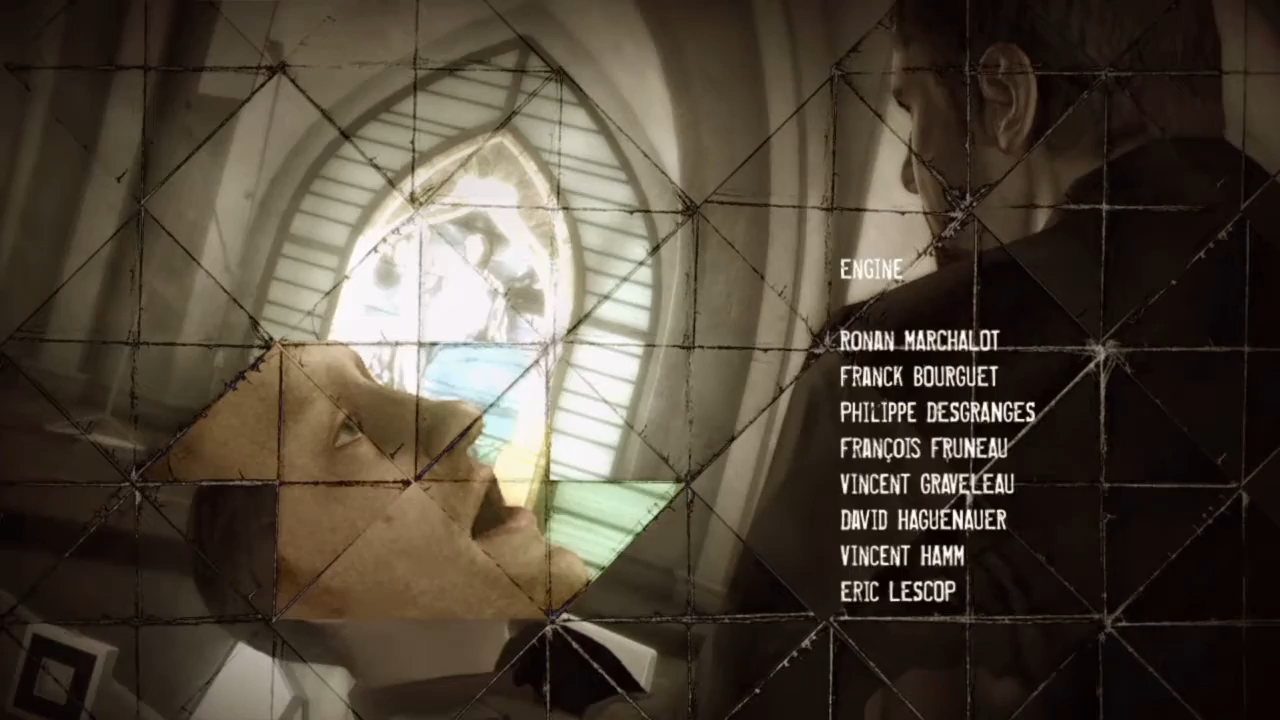 ENGINE
RONAN MARCHALOT
FRANCK BOURGUET
PHILIPPE DESGRANGES
FRANÇOIS FRUNEAU
VINCENT GRAVELEAU
DAVID HAGUENAUER
VINCENT HAMM
ERIC LESCOP